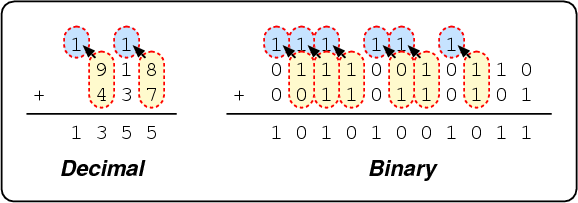 1 1 1 1 1 1 1 1
9 1 8 0 1 1 1 0 0 1 0 1 1 0
+ 4 3 7 + 0 0 1 1 0 1 1 0 1 0 1
1 3 5 5 1 0 1 0 1 0 0 1 0 1 1
Decimal Binary